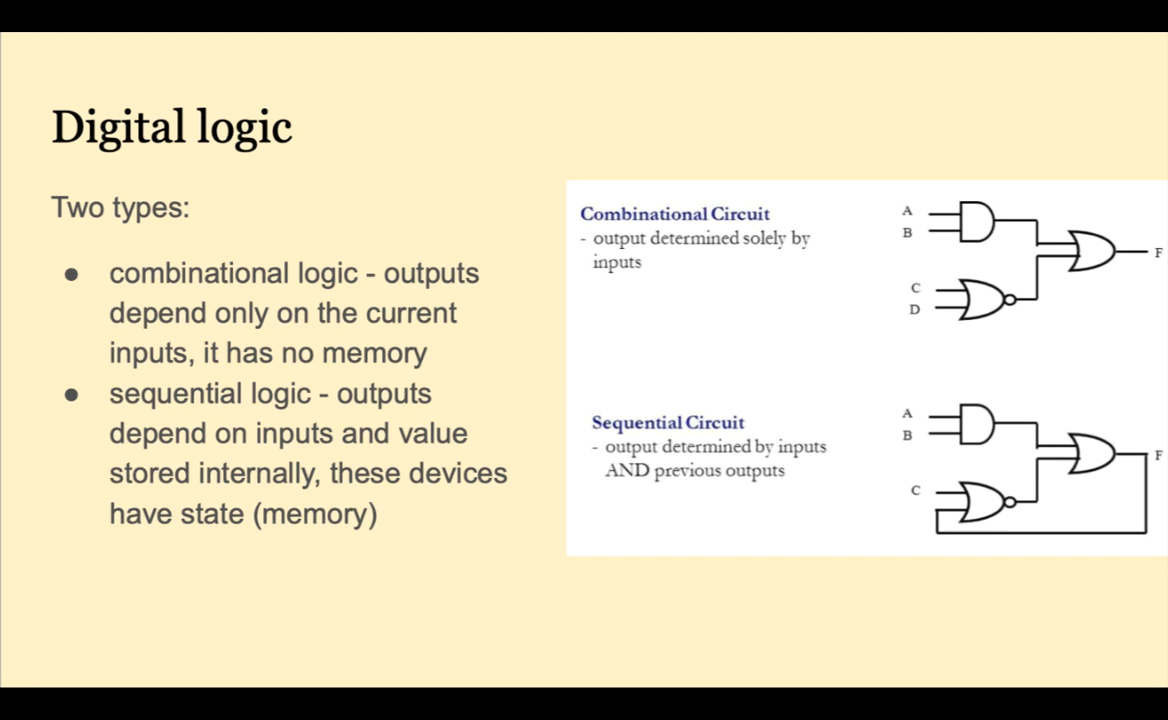 Digital logic
Two types:
● combinational logic - outputs
depend only on the current
inputs, it has no memory
● sequential logic - outputs
depend on inputs and value
stored internally, these devices
have state (memory)
Combinational Circuit
- output determined solely by
inputs
A
B
C
D
F
Sequential Circuit
- output determined by inputs
AND previous outputs
A
B
C
F